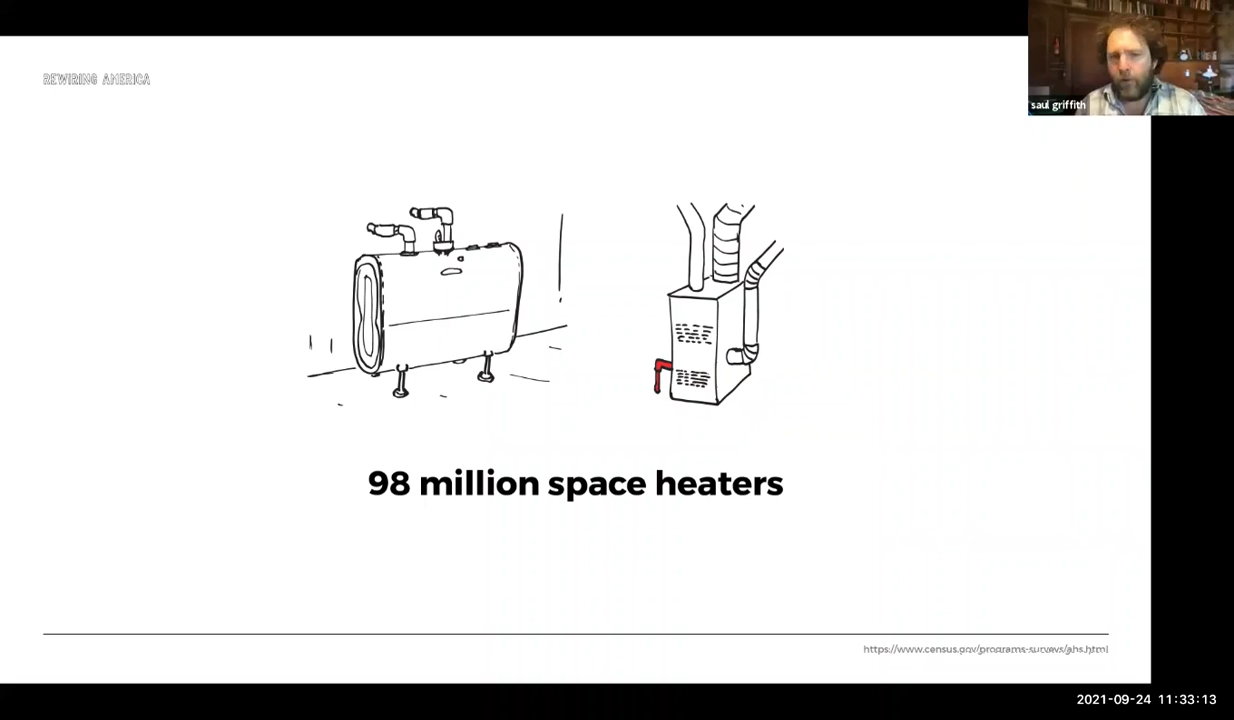 saul griffith
REWIRING AMERICA
98 million space heaters
https://www.census.gov/programs-surveys/ahs.html
2021-09-24 11:33:13